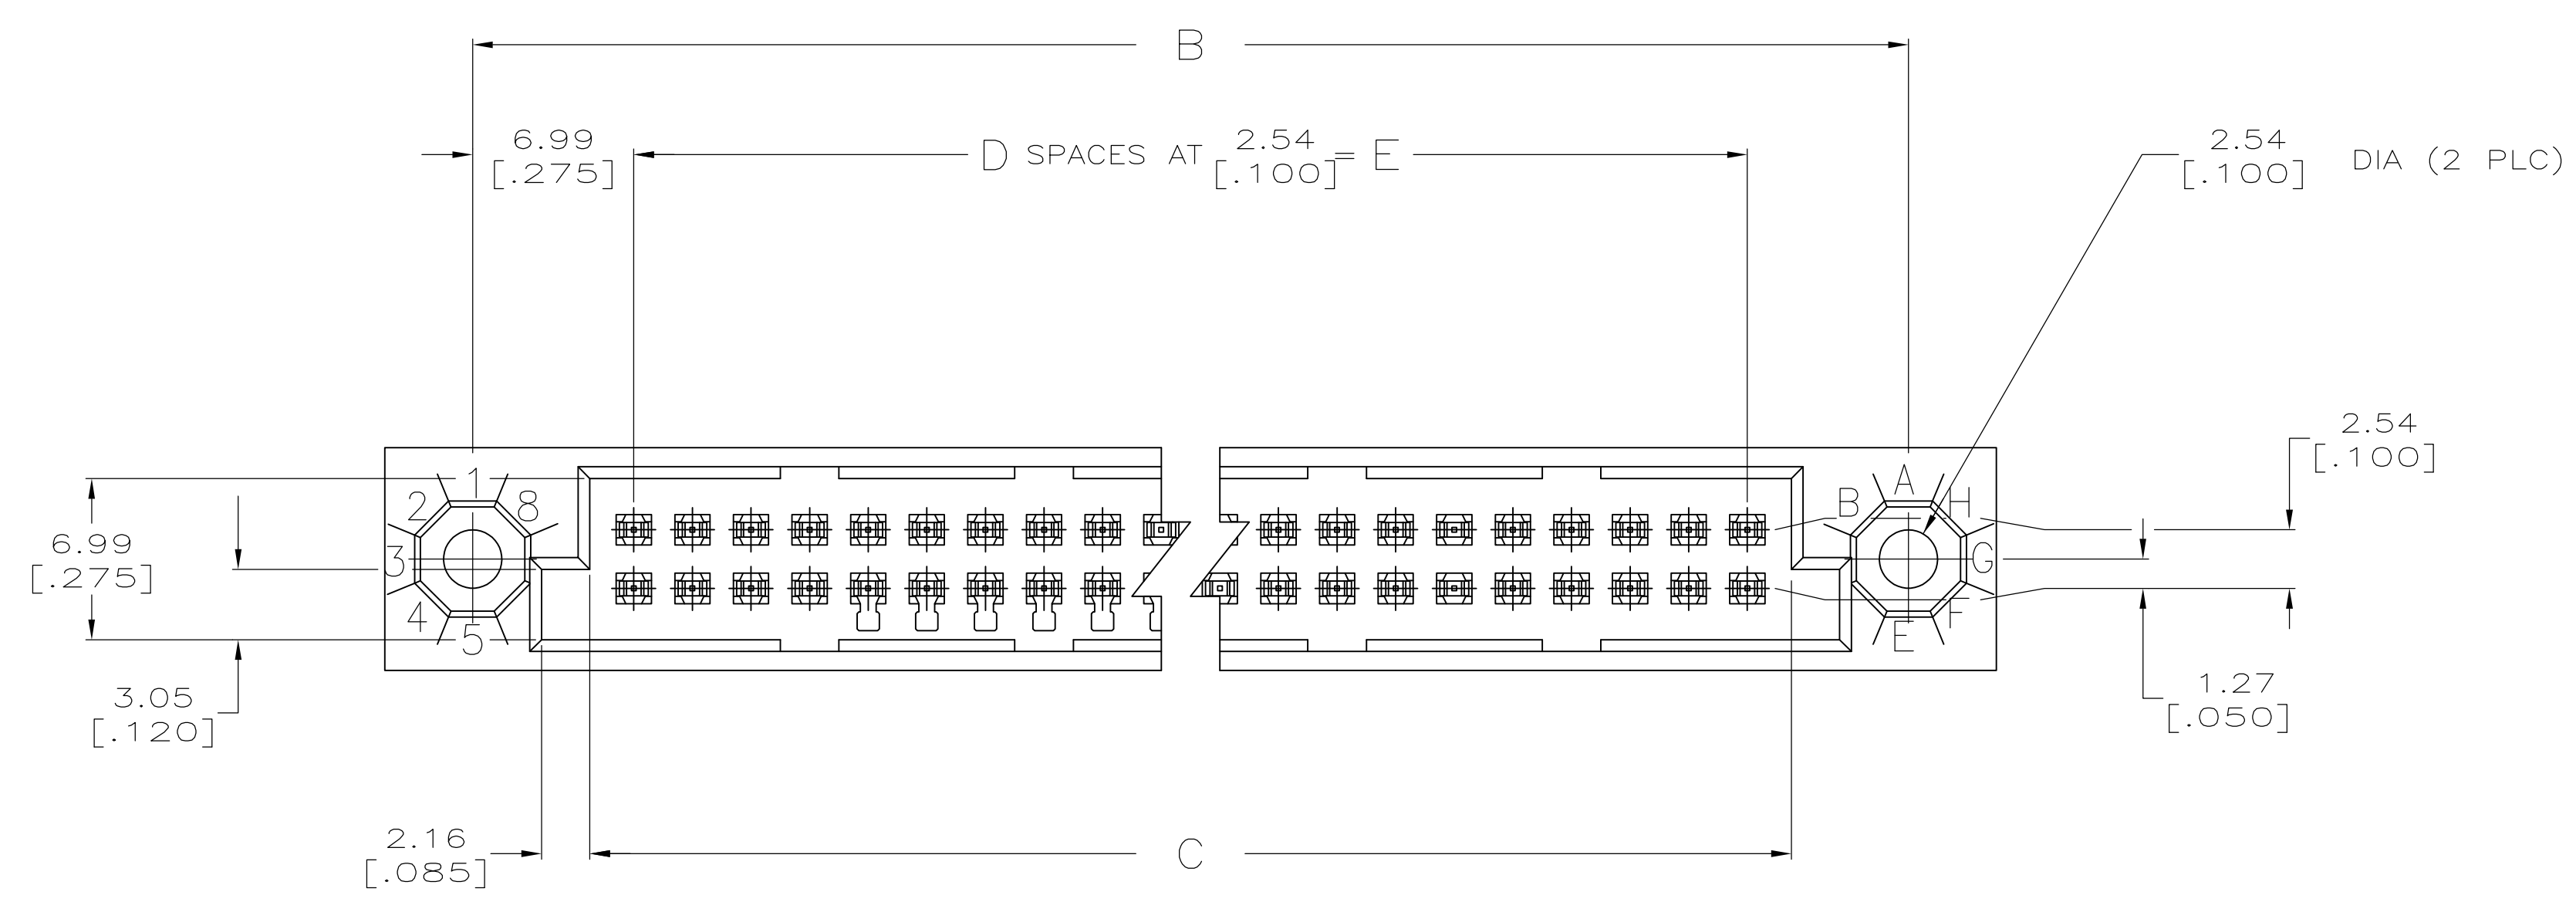 B
6.99
[.275]
D SPACES AT 2.54 = E
[.100]
2.54
[.100] DIA (2 PLC)
2.54
[.100]
1
2
8
3
4
5
A
B
H
G
F
E
6.99
[.275]
3.05
[.120]
1.27
[.050]
2.16
[.085]
C